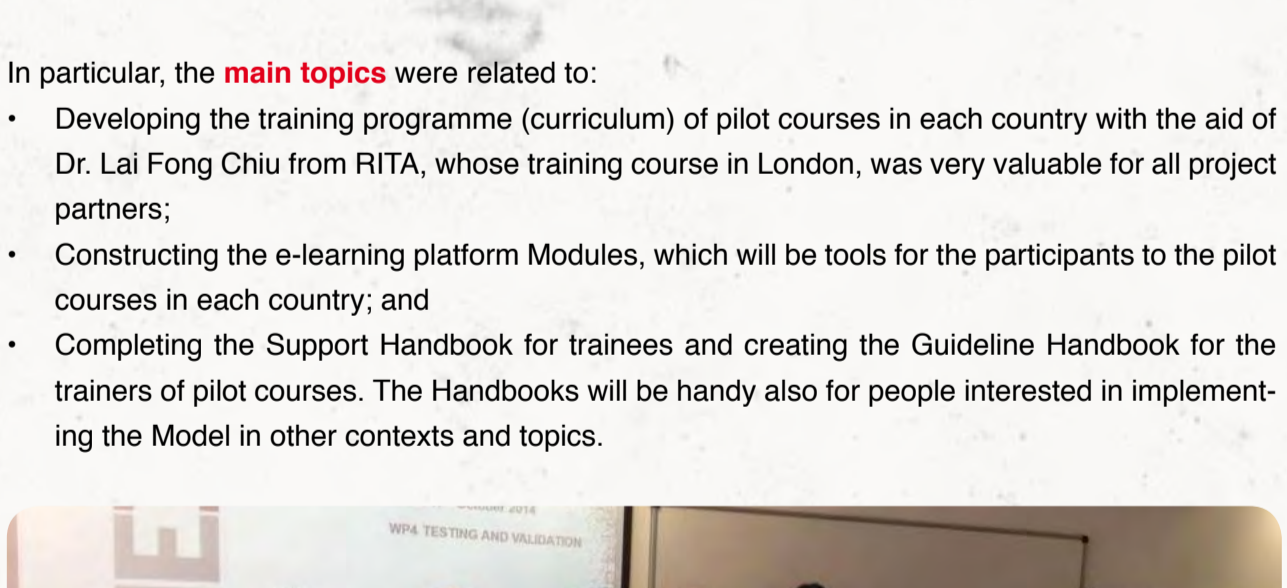 In particular, the main topics were related to:
• Developing the training programme (curriculum) of pilot courses in each country with the aid of
Dr. Lai Fong Chiu from RITA, whose training course in London, was very valuable for all project
partners;
• Constructing the e-learning platform Modules, which will be tools for the participants to the pilot
courses in each country; and
• Completing the Support Handbook for trainees and creating the Guideline Handbook for the
trainers of pilot courses. The Handbooks will be handy also for people interested in implement-
ing the Model in other contexts and topics.
October 2014
WP4 TESTING AND VALIDATION
E